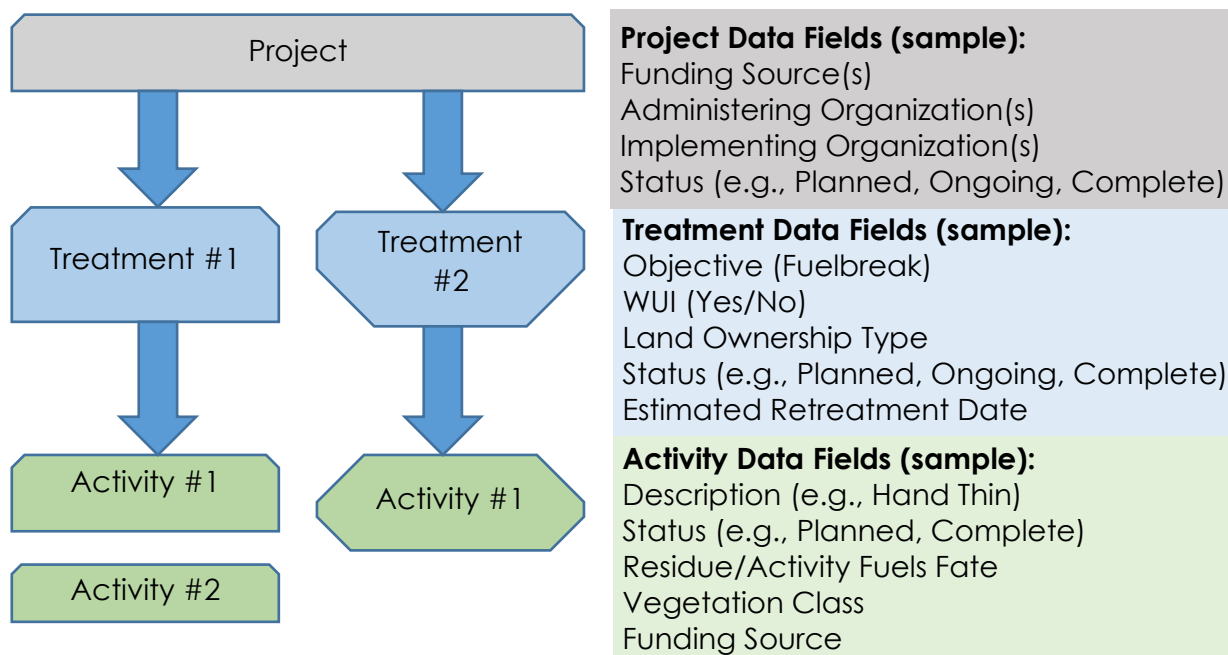 Project
Treatment #1
Treatment
#2
Activity #1
Activity #1
Activity #2
Project Data Fields (sample):
Funding Source(s)
Administering Organization(s)
Implementing Organization(s)
Status (e.g., Planned, Ongoing, Complete)
Treatment Data Fields (sample):
Objective (Fuelbreak)
WUI (Yes/No)
Land Ownership Type
Status (e.g., Planned, Ongoing, Complete)
Estimated Retreatment Date
Activity Data Fields (sample):
Description (e.g., Hand Thin)
Status (e.g., Planned, Complete)
Residue/Activity Fuels Fate
Vegetation Class
Funding Source